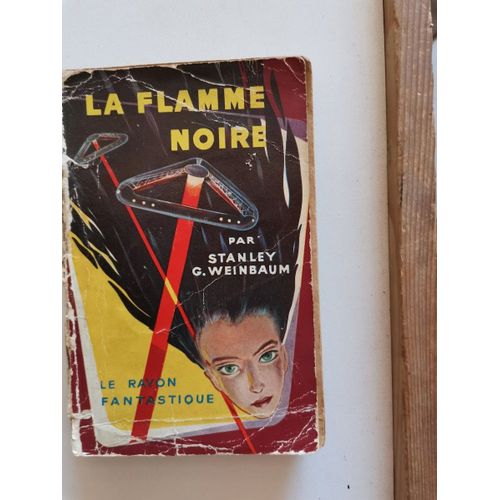 LA FLAMME
NOIRE
PAR
STANLEY
G. WEINBAUM
LE RAYON
FANTASTIQUE